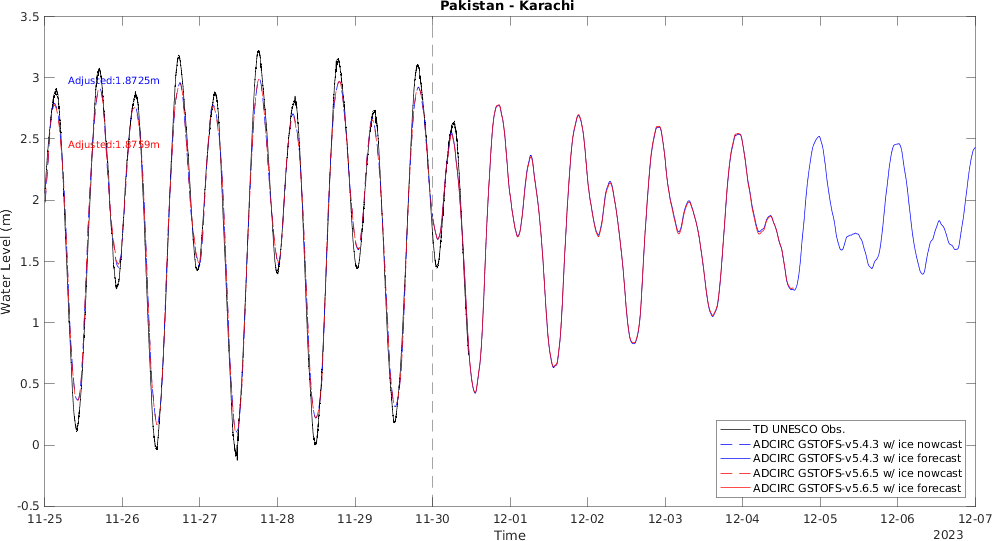 Pakistan - Karachi
3.5
3
2.5
2
1.5
1
0.5
0
-0.5
Water Level (m)
Adjusted:1.8725m
Adjusted:1.8759m
TD UNESCO Obs.
ADCIRC GSTOFS-v5.4.3 w/ ice nowcast
ADCIRC GSTOFS-v5.4.3 w/ ice forecast
ADCIRC GSTOFS-v5.6.5 w/ ice nowcast
ADCIRC GSTOFS-v5.6.5 w/ ice forecast
11-25 11-26 11-27 11-28 11-29 11-30 12-01 12-02 12-03 12-04 12-05 12-06 12-07
Time
2023